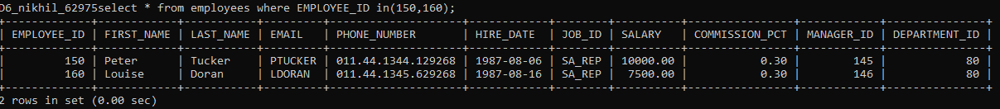 D6_nikhil_62975select * from employees where EMPLOYEE_ID in(150,160);
| EMPLOYEE_ID | FIRST_NAME | LAST_NAME | EMAIL | PHONE_NUMBER | HIRE_DATE | JOB_ID | SALARY | COMMISSION_PCT | MANAGER_ID | DEPARTMENT_ID |
| 150 | Peter | Tucker | PTUCKER | 011.44.1344.129268 | 1987-08-06 | SA_REP | 10000.00 | 0.30 | 145 | 80 |
| 160 | Louise | Doran | LDORAN | 011.44.1345.629268 | 1987-08-16 | SA_REP | 7500.00 | 0.30 | 146 | 80 |
2 rows in set (0.00 sec)